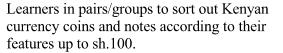 Learners in pairs/groups to sort out Kenyan
currency coins and notes according to their
features up to sh.100.